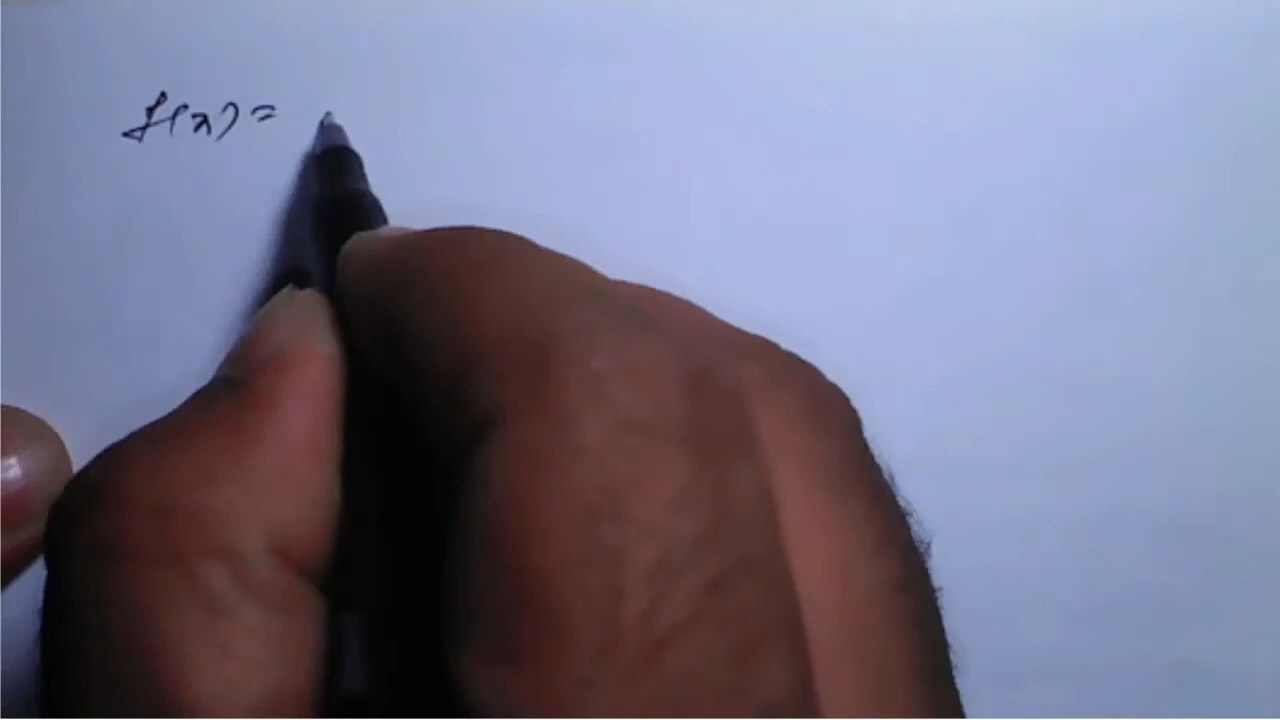 f(x) =